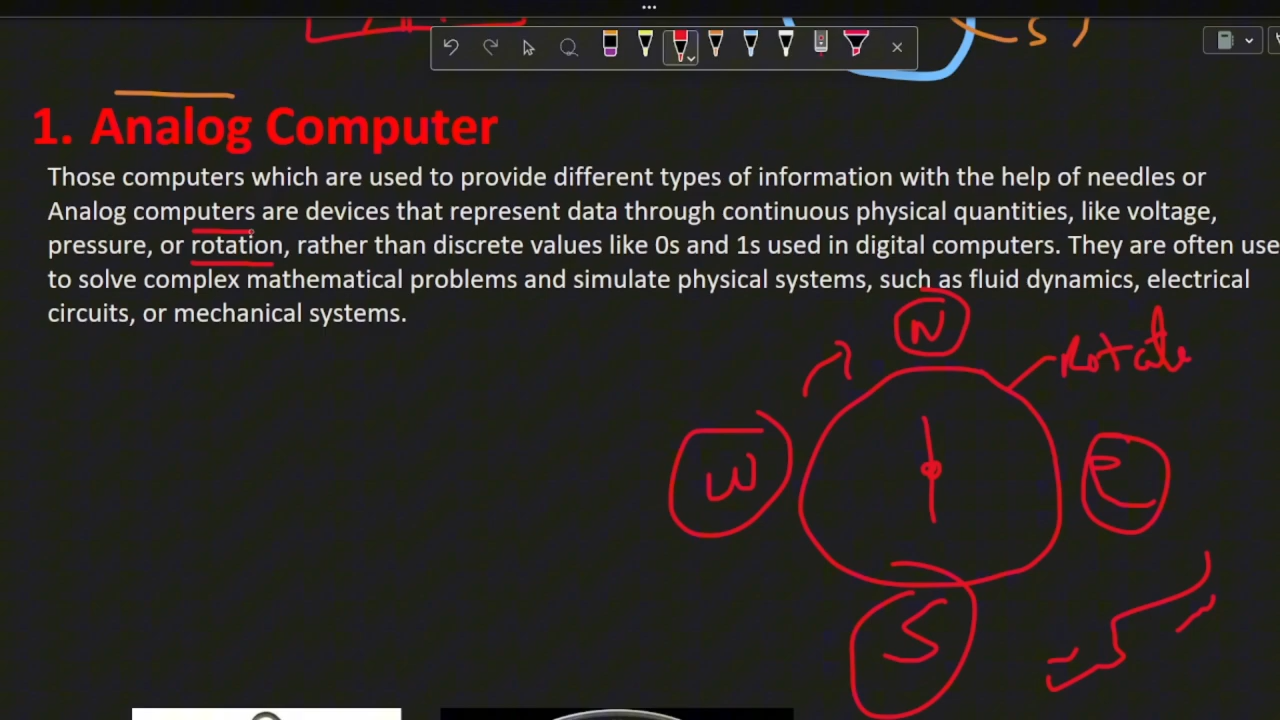 (s)
1. Analog Computer
Those computers which are used to provide different types of information with the help of needles or
Analog computers are devices that represent data through continuous physical quantities, like voltage,
pressure, or rotation, rather than discrete values like 0s and 1s used in digital computers. They are often use
to solve complex mathematical problems and simulate physical systems, such as fluid dynamics, electrical
circuits, or mechanical systems.
N
Rotate
W
E
S